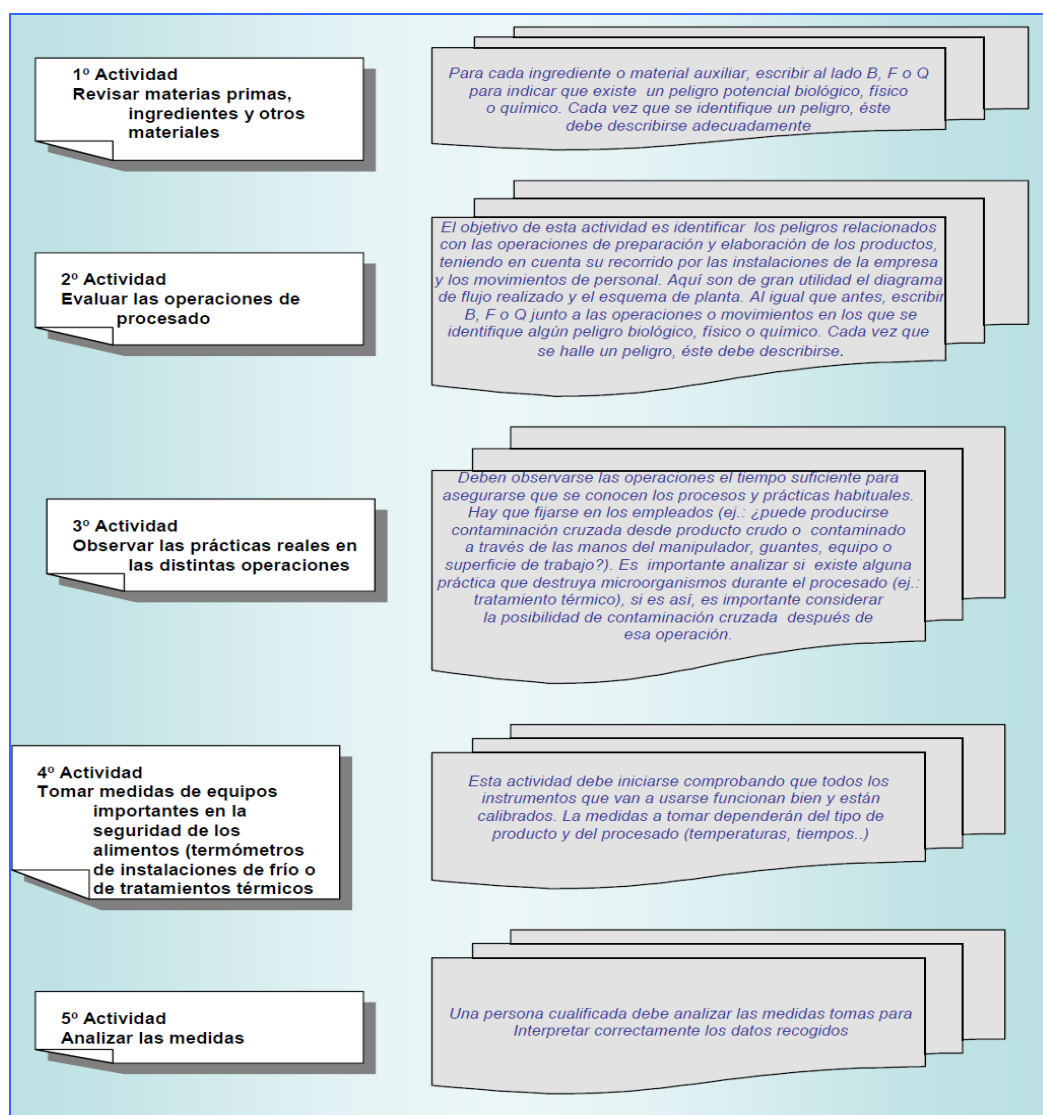 1º Actividad
Revisar materias primas,
ingredientes y otros
materiales
Para cada ingrediente o material auxiliar, escribir al lado B, F o Q
para indicar que existe un peligro potencial biológico, físico
o químico. Cada vez que se identifique un peligro, éste
debe describirse adecuadamente
2º Actividad
Evaluar las operaciones de
procesado
El objetivo de esta actividad es identificar los peligros relacionados
con las operaciones de preparación y elaboración de los productos,
teniendo en cuenta su recorrido por las instalaciones de la empresa
y los movimientos de personal. Aquí son de gran utilidad el diagrama
de flujo realizado y el esquema de planta. Al igual que antes, escribir
B, F o Q junto a las operaciones o movimientos en los que se
identifique algún peligro biológico, físico o químico. Cada vez que
se halle un peligro, éste debe describirse.
3º Actividad
Observar las prácticas reales en
las distintas operaciones
Deben observarse las operaciones el tiempo suficiente para
asegurarse que se conocen los procesos y prácticas habituales.
Hay que fijarse en los empleados (ej.: ¿puede producirse
contaminación cruzada desde producto crudo o contaminado
a través de las manos del manipulador, guantes, equipo o
superficie de trabajo?). Es importante analizar si existe alguna
práctica que destruya microorganismos durante el procesado (ej.:
tratamiento térmico), si es así, es importante considerar
la posibilidad de contaminación cruzada después de
esa operación.
4º Actividad
Tomar medidas de equipos
importantes en la
seguridad de los
alimentos (termómetros
de instalaciones de frío o
de tratamientos térmicos
Esta actividad debe iniciarse comprobando que todos los
instrumentos que van a usarse funcionan bien y están
calibrados. La medidas a tomar dependerán del tipo de
producto y del procesado (temperaturas, tiempos..)
5º Actividad
Analizar las medidas
Una persona cualificada debe analizar las medidas tomas para
Interpretar correctamente los datos recogidos